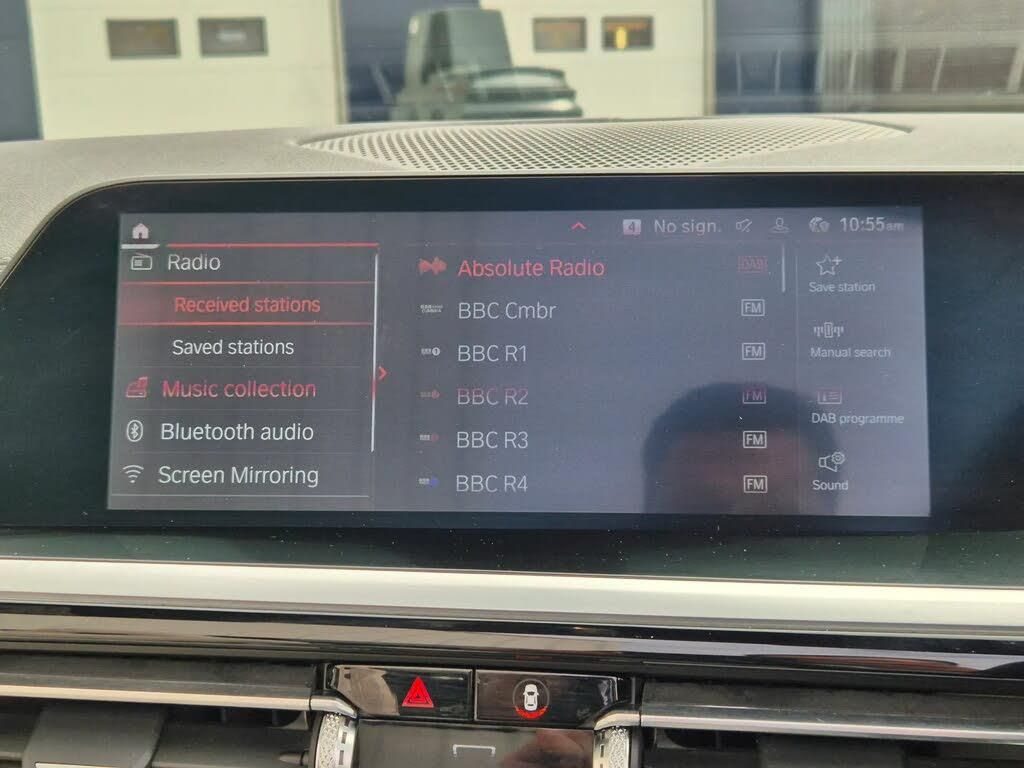 4 No sign. 10:55am
Radio
Received stations
Saved stations
Music collection
Bluetooth audio
Screen Mirroring
Absolute Radio DAB
BBC Cmbr FM
BBC R1 FM
BBC R2 FM
BBC R3 FM
BBC R4 FM
Save station
Manual search
DAB programme
Sound